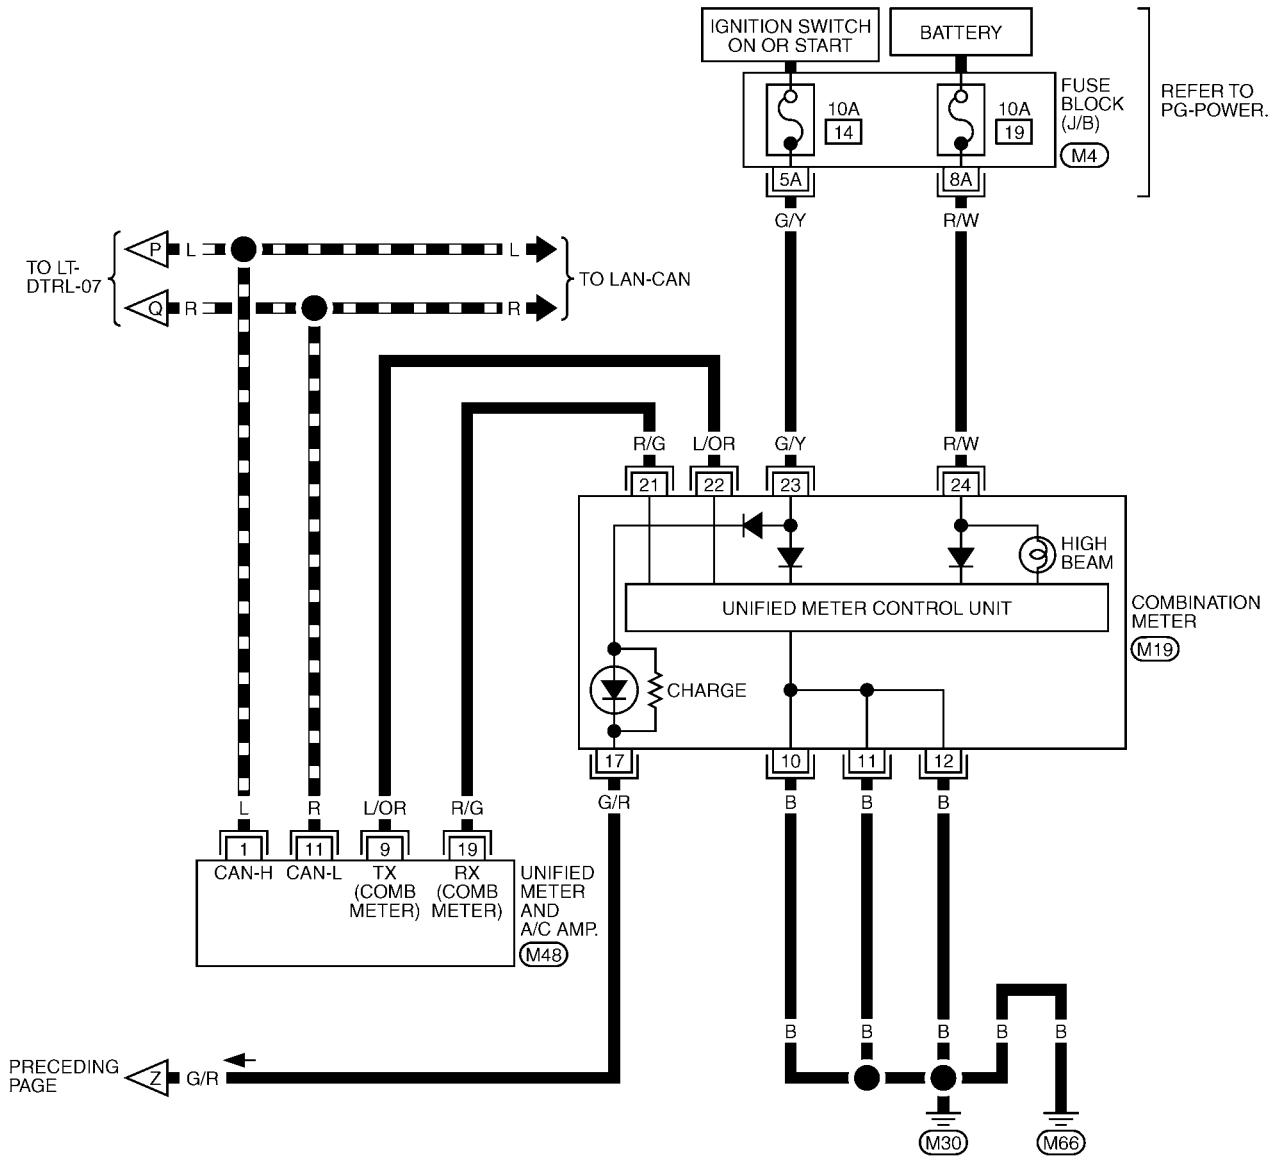 IGNITION SWITCH
ON OR START
BATTERY
10A
14
10A
19
FUSE
BLOCK
(J/B)
M4
REFER TO
PG-POWER.
5A
8A
G/Y
R/W
TO LT-
DTRL-07
P
L
L
Q
R
R
TO LAN-CAN
R/G
L/OR
G/Y
R/W
21
22
23
24
HIGH
BEAM
UNIFIED METER CONTROL UNIT
COMBINATION
METER
M19
CHARGE
17
10
11
12
G/R
B
B
B
L
R
L/OR
R/G
1
11
9
19
CAN-H
CAN-L
TX
(COMB
METER)
RX
(COMB
METER)
UNIFIED
METER
AND
A/C AMP.
M48
B
B
B
B
B
PRECEDING
PAGE
Z
G/R
M30
M66